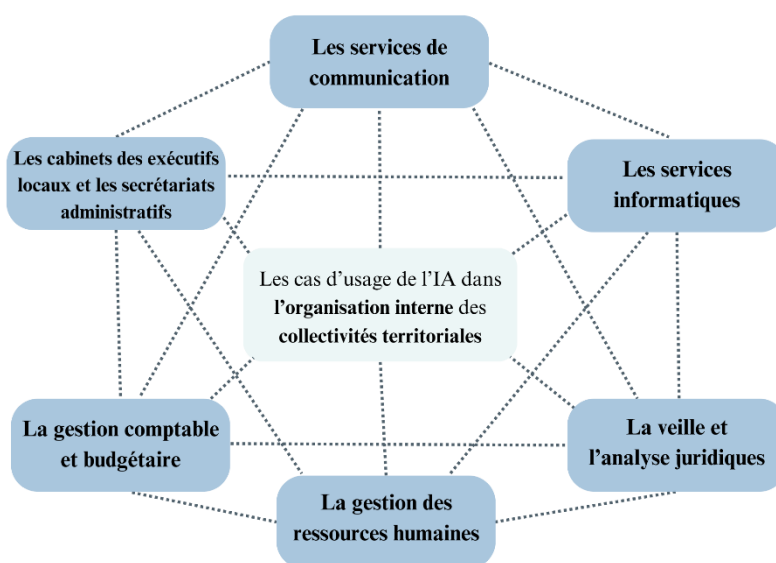 Les services de
communication
Les cabinets des exécutifs
locaux et les secrétariats
administratifs
Les services
informatiques
Les cas d'usage de l'IA dans
l'organisation interne des
collectivités territoriales
La gestion comptable
et budgétaire
La veille et
l'analyse juridiques
La gestion des
ressources humaines